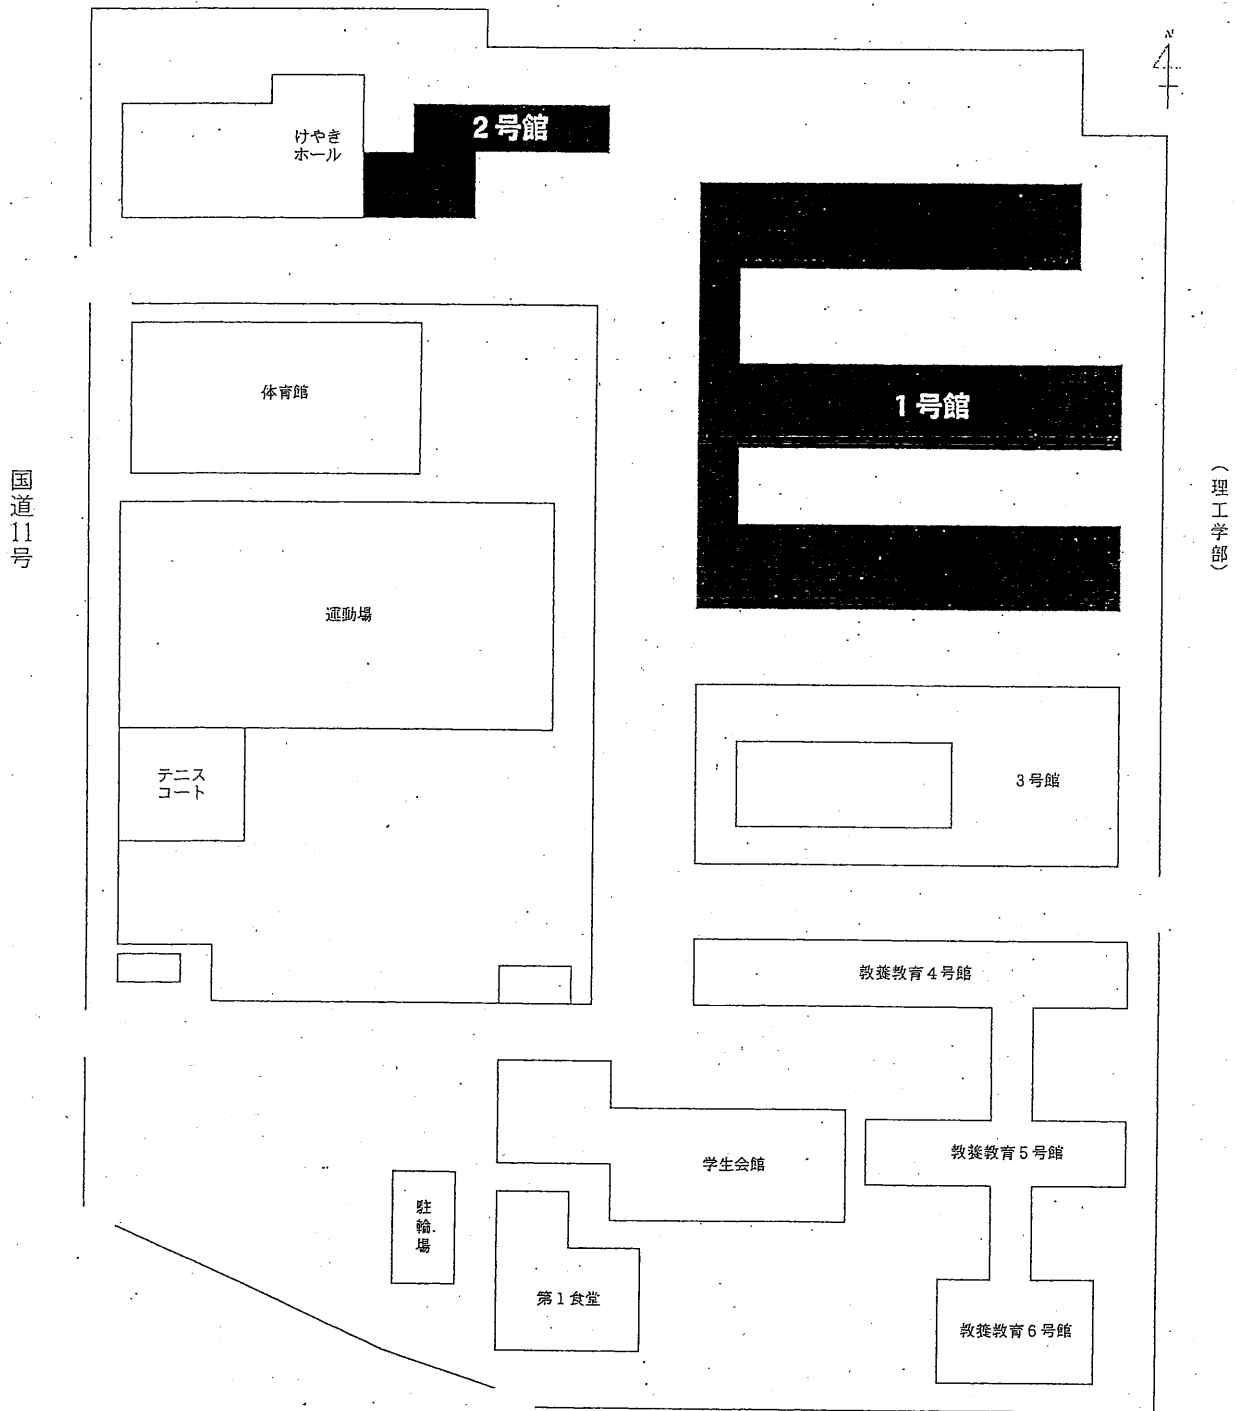 N
けやき
ホール
2号館
体育館
1号館
国道11号
(理工学部)
運動場
テニス
コート
3号館
教養教育4号館
教養教育5号館
学生会館
駐輪場
第1食堂
教養教育6号館